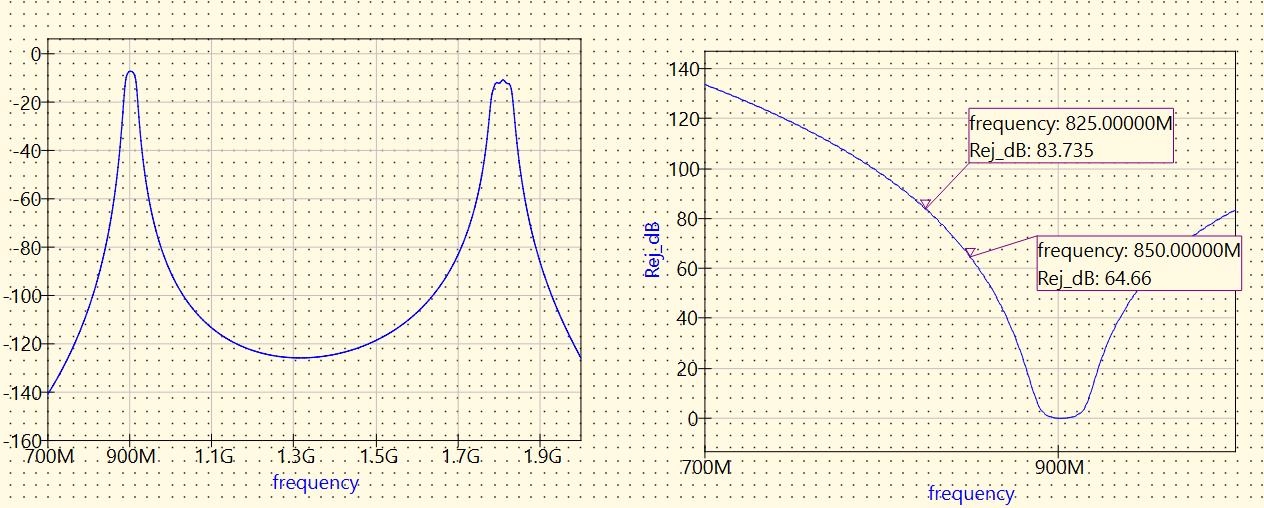 0
-20
-40
-60
-80
-100
-120
-140
-160
700M 900M 1.1G 1.3G 1.5G 1.7G 1.9G
frequency
140
120
100
80
60
40
20
0
Rej_dB
frequency: 825.00000M
Rej_dB: 83.735
frequency: 850.00000M
Rej_dB: 64.66
700M 900M
frequency